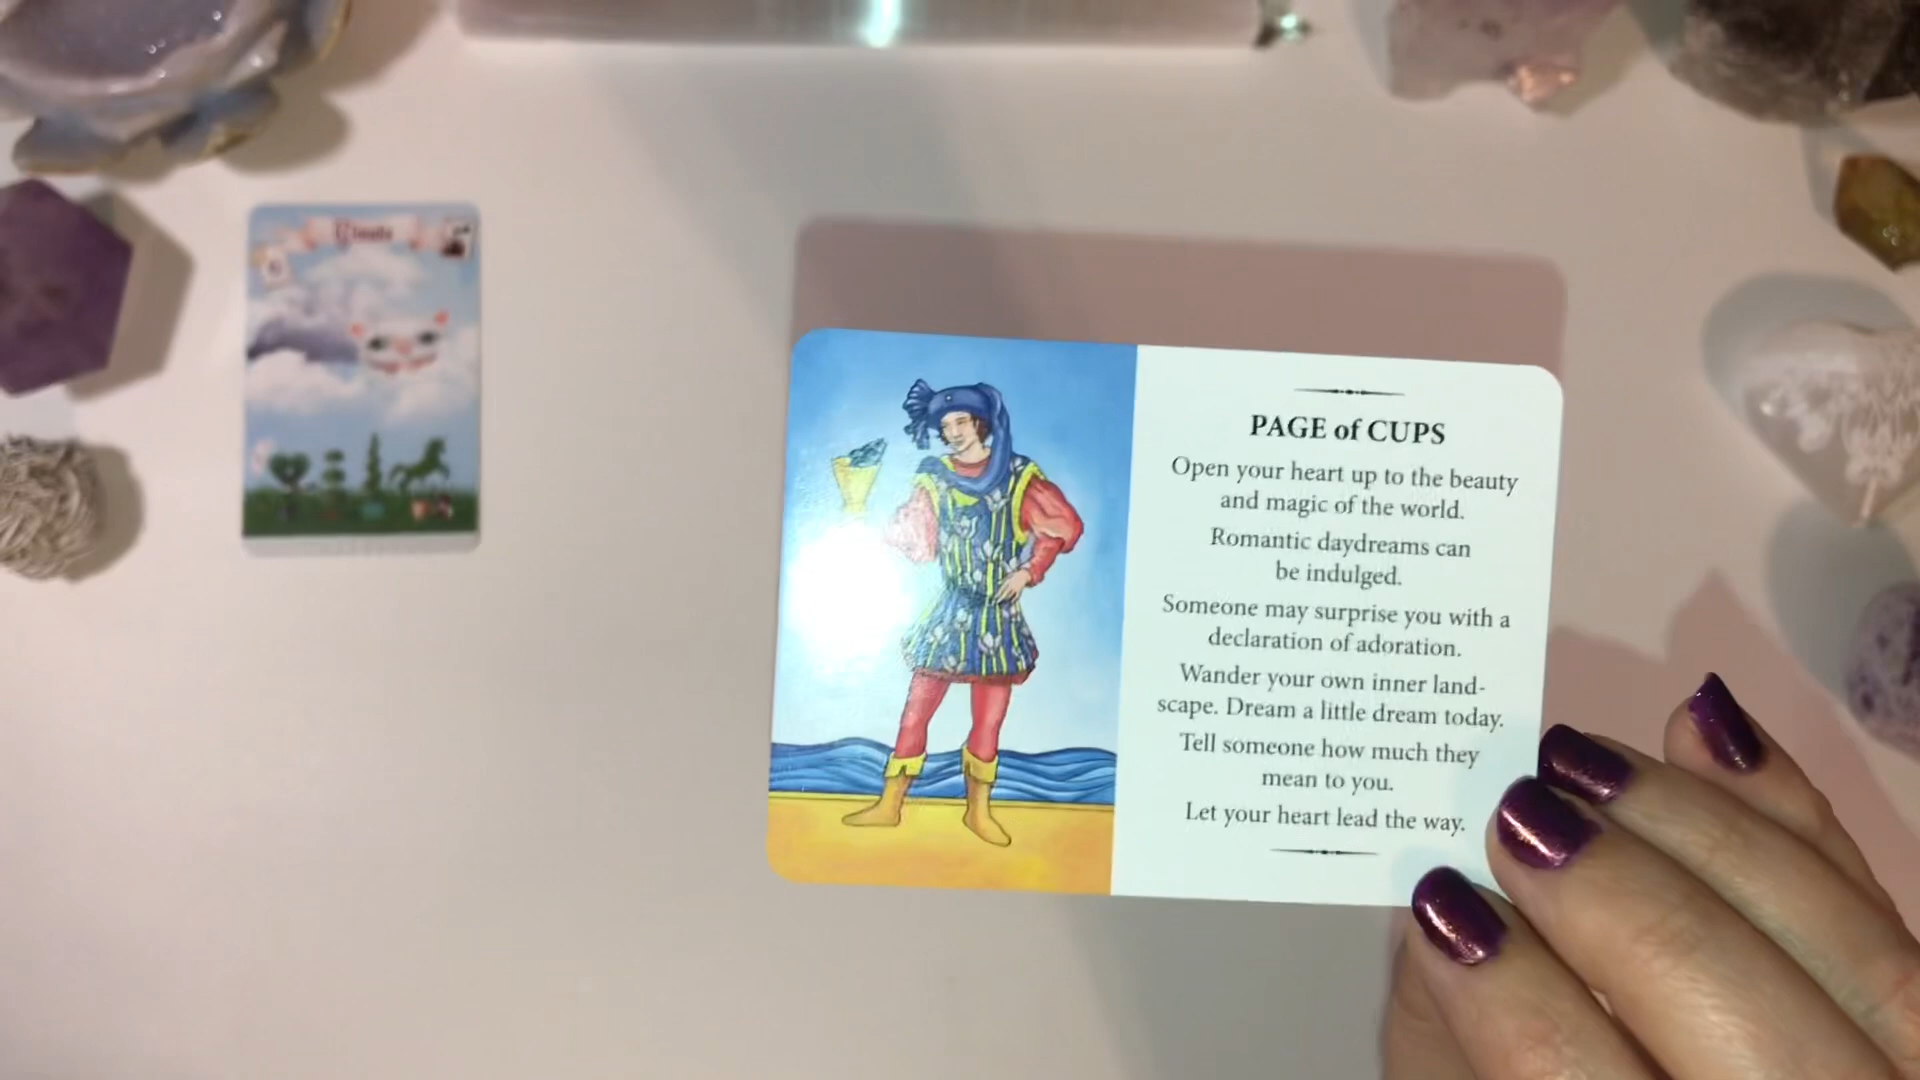 Clouds
6
PAGE of CUPS
Open your heart up to the beauty
and magic of the world.
Romantic daydreams can
be indulged.
Someone may surprise you with a
declaration of adoration.
Wander your own inner land-
scape. Dream a little dream today.
Tell someone how much they
mean to you.
Let your heart lead the way.